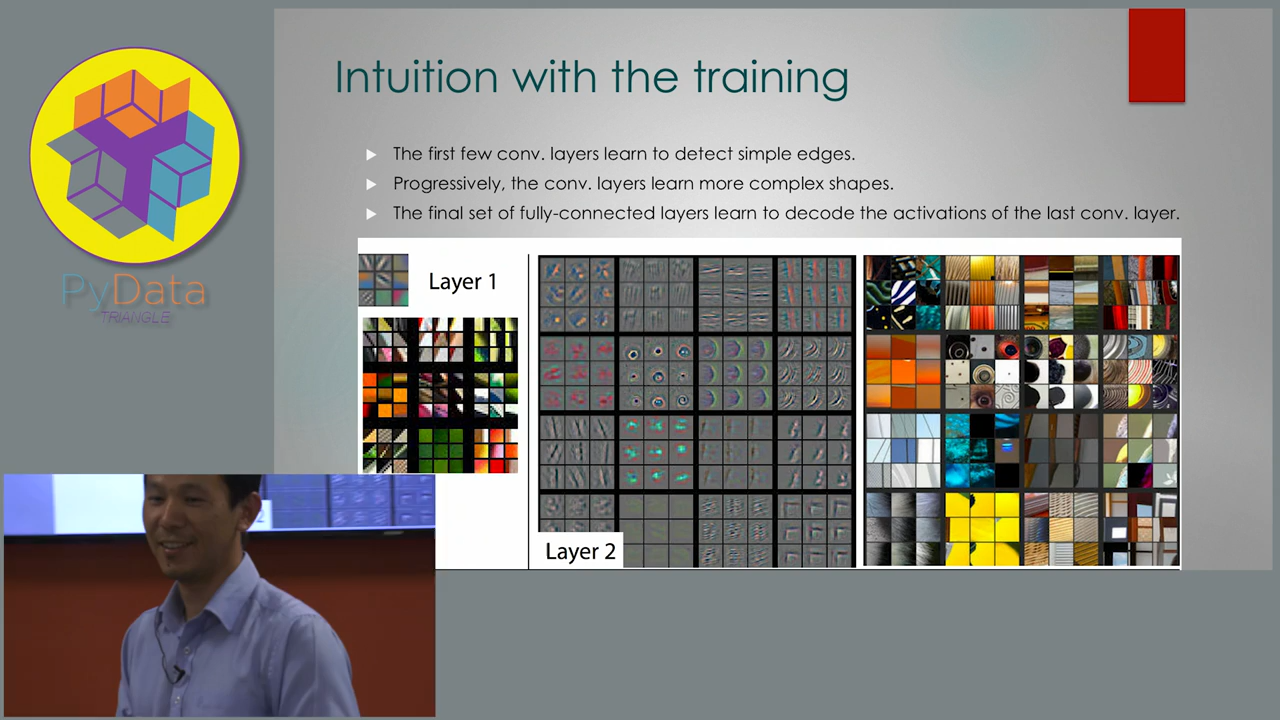 Intuition with the training
The first few conv. layers learn to detect simple edges.
Progressively, the conv. layers learn more complex shapes.
The final set of fully-connected layers learn to decode the activations of the last conv. layer.
Layer 1
Layer 2
PyData
TRIANGLE
2